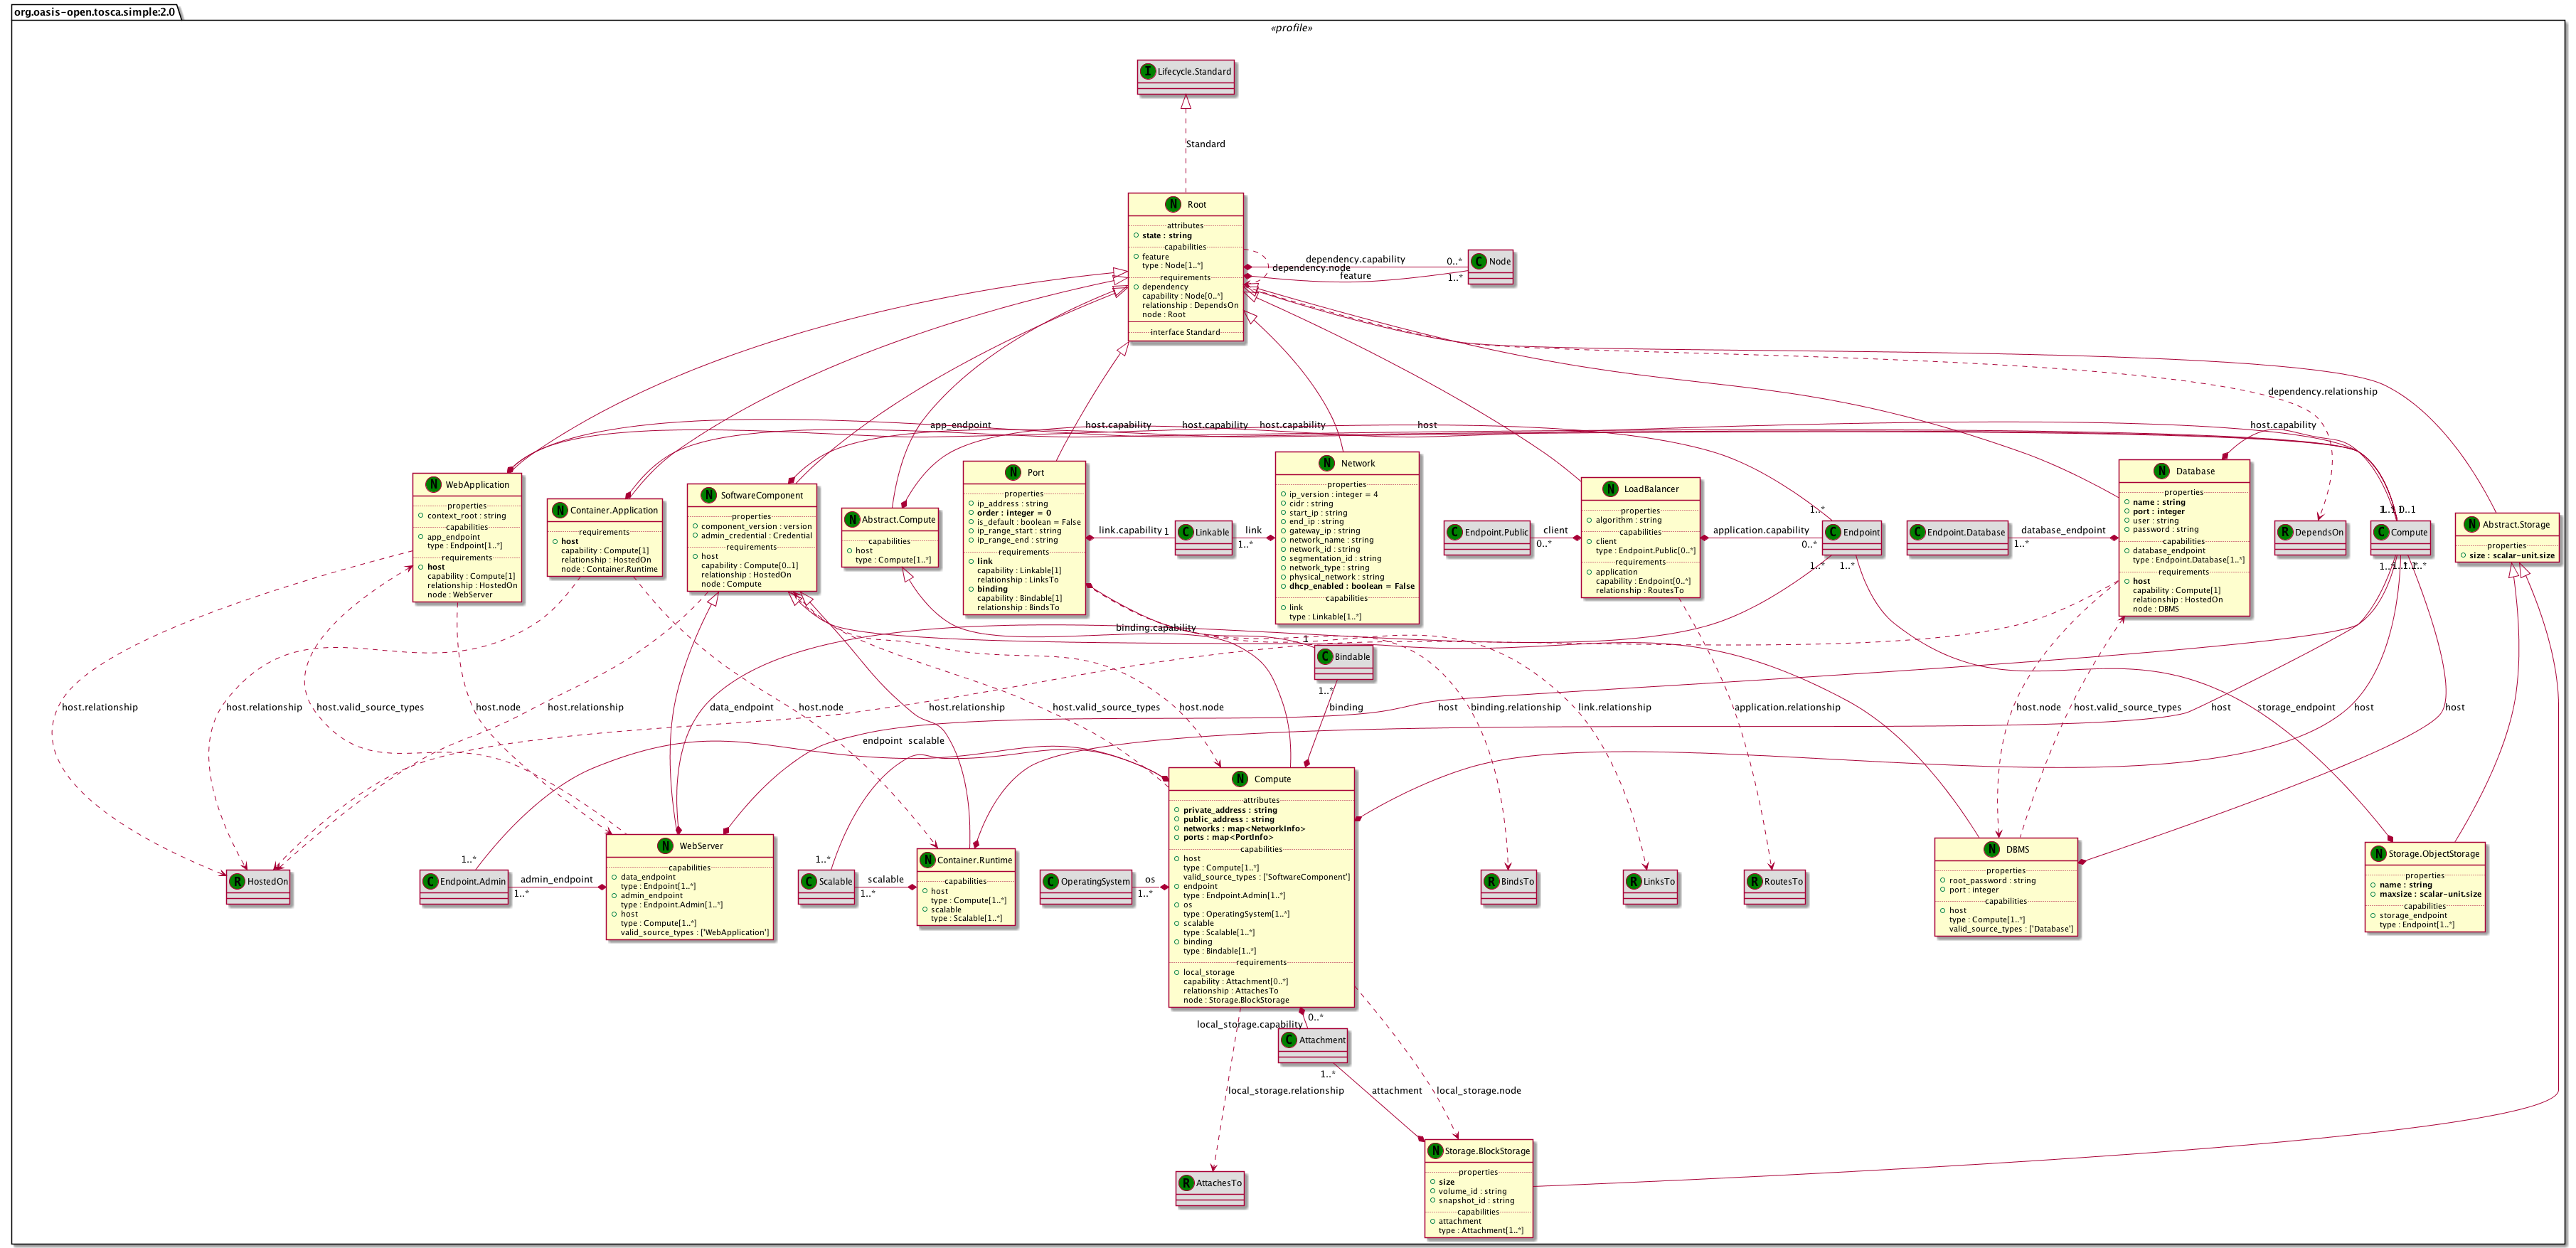 org.oasis-open.tosca.simple:2.0
«profile»
I Lifecycle.Standard
Standard
N Root
attributes
state : string
capabilities
feature
type : Node[1..*]
requirements
dependency
capability : Node[0..*]
relationship : DependsOn
node : Root
interface Standard
dependency.node
dependency.capability
0..*
feature
1..*
C Node
dependency.relationship
app_endpoint
host.capability
host.capability
host.capability
host
host.capability
N WebApplication
properties
context_root : string
capabilities
app_endpoint
type : Endpoint[1..*]
requirements
host
capability : Compute[1]
relationship : HostedOn
node : WebServer
N Container.Application
requirements
host
capability : Compute[1]
relationship : HostedOn
node : Container.Runtime
N SoftwareComponent
properties
component_version : version
admin_credential : Credential
requirements
host
capability : Compute[0..1]
relationship : HostedOn
node : Compute
N Abstract.Compute
capabilities
host
type : Compute[1..*]
N Port
properties
ip_address : string
order : integer = 0
is_default : boolean = False
ip_range_start : string
ip_range_end : string
requirements
link
capability : Linkable[1]
relationship : LinksTo
binding
capability : Bindable[1]
relationship : BindsTo
link.capability
1
C Linkable
link
1..*
N Network
properties
ip_version : integer = 4
cidr : string
start_ip : string
end_ip : string
gateway_ip : string
network_name : string
network_id : string
segmentation_id : string
network_type : string
physical_network : string
dhcp_enabled : boolean = False
capabilities
link
type : Linkable[1..*]
C Endpoint.Public
client
0..*
N LoadBalancer
properties
algorithm : string
capabilities
client
type : Endpoint.Public[0..*]
requirements
application
capability : Endpoint[0..*]
relationship : RoutesTo
application.capability
0..*
1..*
C Endpoint
1..*
1..*
C Endpoint.Database
database_endpoint
1..*
N Database
properties
name : string
port : integer
user : string
password : string
capabilities
database_endpoint
type : Endpoint.Database[1..*]
requirements
host
capability : Compute[1]
relationship : HostedOn
node : DBMS
R DependsOn
0..1
C Compute
N Abstract.Storage
properties
size : scalar-unit.size
binding.capability
1
C Bindable
1..*
host.relationship
host.relationship
host.valid_source_types
host.node
host.relationship
data_endpoint
host.node
host.relationship
host.valid_source_types
host.node
binding
host
binding.relationship
link.relationship
application.relationship
host.node
host.valid_source_types
host
storage_endpoint
host
host
endpoint
scalable
R HostedOn
1..*
C Endpoint.Admin
admin_endpoint
1..*
N WebServer
capabilities
data_endpoint
type : Endpoint[1..*]
admin_endpoint
type : Endpoint.Admin[1..*]
host
type : Compute[1..*]
valid_source_types : ['WebApplication']
1..*
C Scalable
scalable
1..*
N Container.Runtime
capabilities
host
type : Compute[1..*]
scalable
type : Scalable[1..*]
C OperatingSystem
os
1..*
N Compute
attributes
private_address : string
public_address : string
networks : map<NetworkInfo>
ports : map<PortInfo>
capabilities
host
type : Compute[1..*]
valid_source_types : ['SoftwareComponent']
endpoint
type : Endpoint.Admin[1..*]
os
type : OperatingSystem[1..*]
scalable
type : Scalable[1..*]
binding
type : Bindable[1..*]
requirements
local_storage
capability : Attachment[0..*]
relationship : AttachesTo
node : Storage.BlockStorage
R BindsTo
R LinksTo
R RoutesTo
N DBMS
properties
root_password : string
port : integer
capabilities
host
type : Compute[1..*]
valid_source_types : ['Database']
N Storage.ObjectStorage
properties
name : string
maxsize : scalar-unit.size
capabilities
storage_endpoint
type : Endpoint[1..*]
local_storage.capability
0..*
C Attachment
1..*
local_storage.relationship
attachment
local_storage.node
R AttachesTo
N Storage.BlockStorage
properties
size
volume_id : string
snapshot_id : string
capabilities
attachment
type : Attachment[1..*]